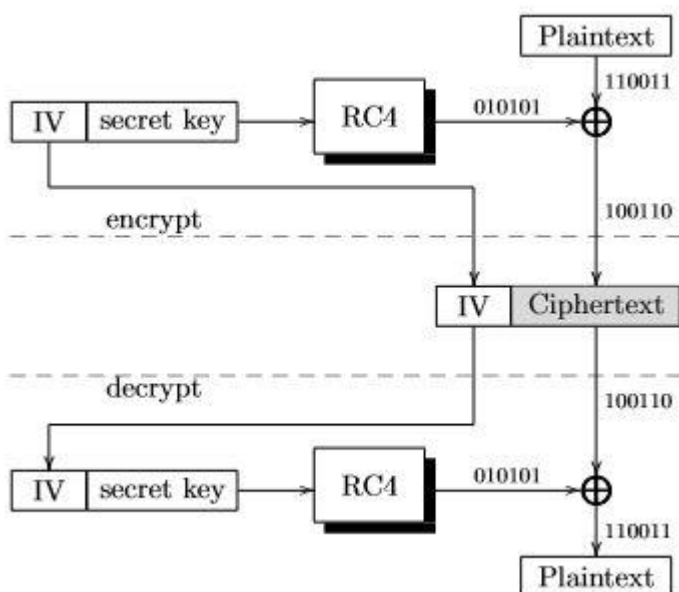 Plaintext
110011
IV secret key RC4 010101
100110
encrypt
IV Ciphertext
decrypt
100110
IV secret key RC4 010101
110011
Plaintext